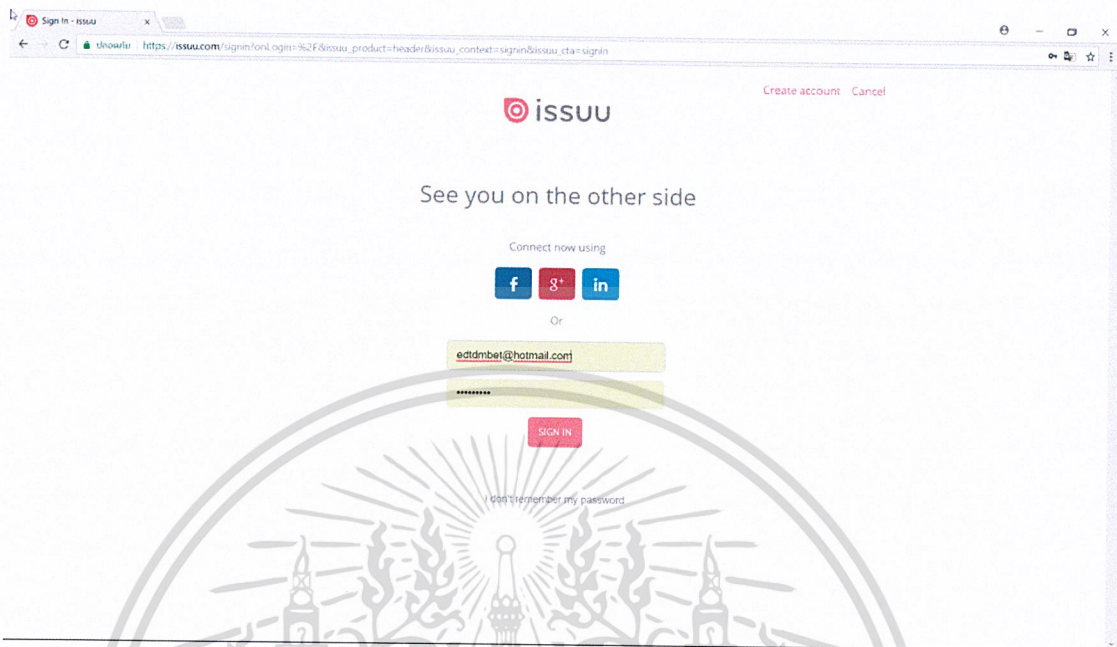 Sign In - issuu
ปลอดภัย https://issuu.com/signin?onLogin=%2F&issuu_product=header&issuu_context=signin&issuu_cta=signin
Create account Cancel
issuu
See you on the other side
Connect now using
f g+ in
Or
edtdmbet@hotmail.com
•••••••••
SIGN IN
I don't remember my password